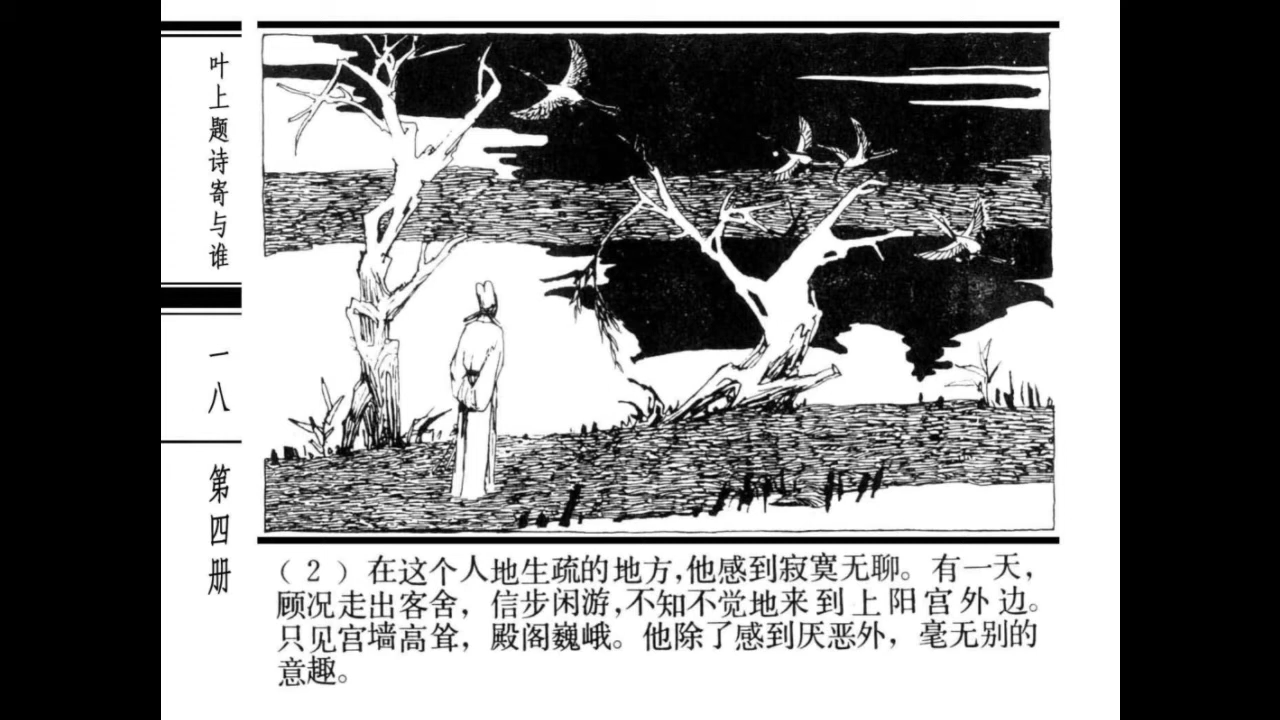 叶上题诗寄与谁
一八
第四册
（2）在这个人地生疏的地方,他感到寂寞无聊。有一天，
顾况走出客舍，信步闲游,不知不觉地来到上阳宫外边。
只见宫墙高耸，殿阁巍峨。他除了感到厌恶外，毫无别的
意趣。